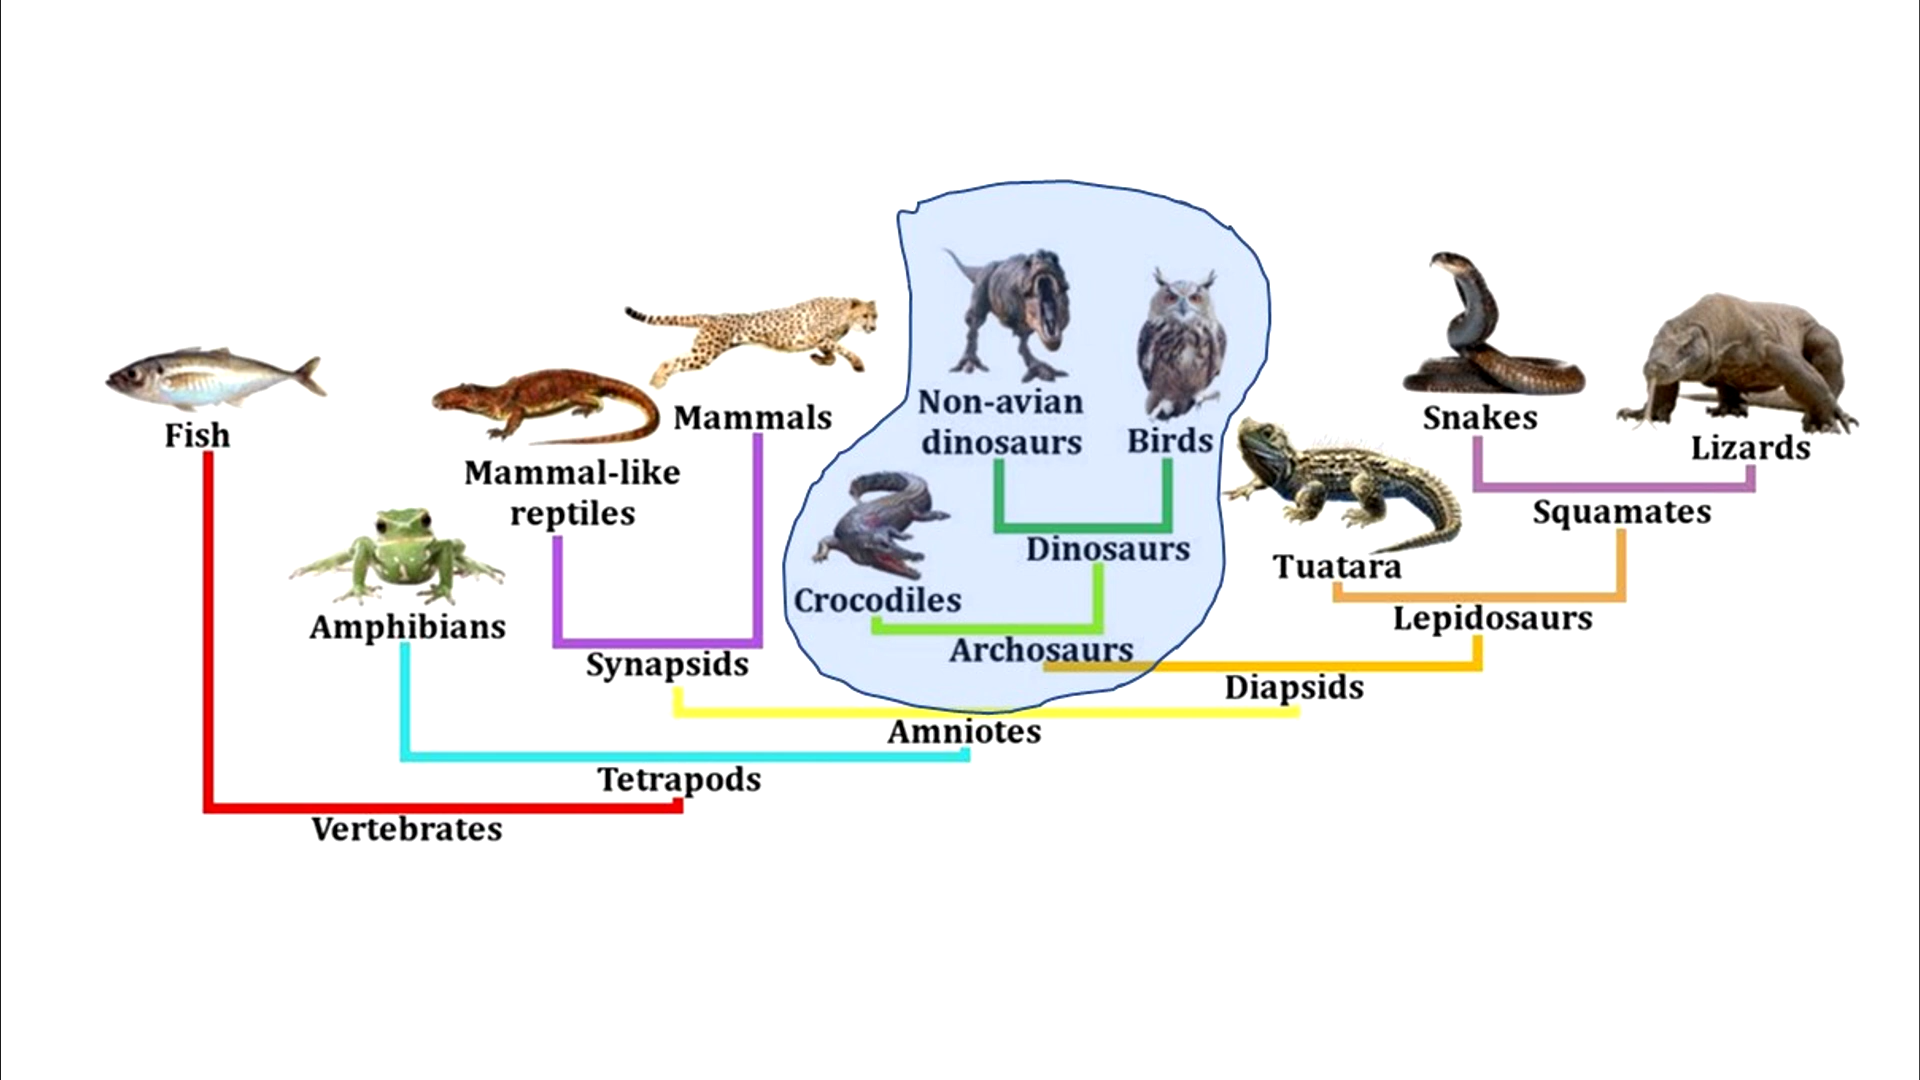 Fish
Amphibians
Mammal-like
reptiles
Mammals
Synapsids
Non-avian
dinosaurs
Birds
Dinosaurs
Crocodiles
Archosaurs
Tuatara
Snakes
Lizards
Squamates
Lepidosaurs
Diapsids
Amniotes
Tetrapods
Vertebrates